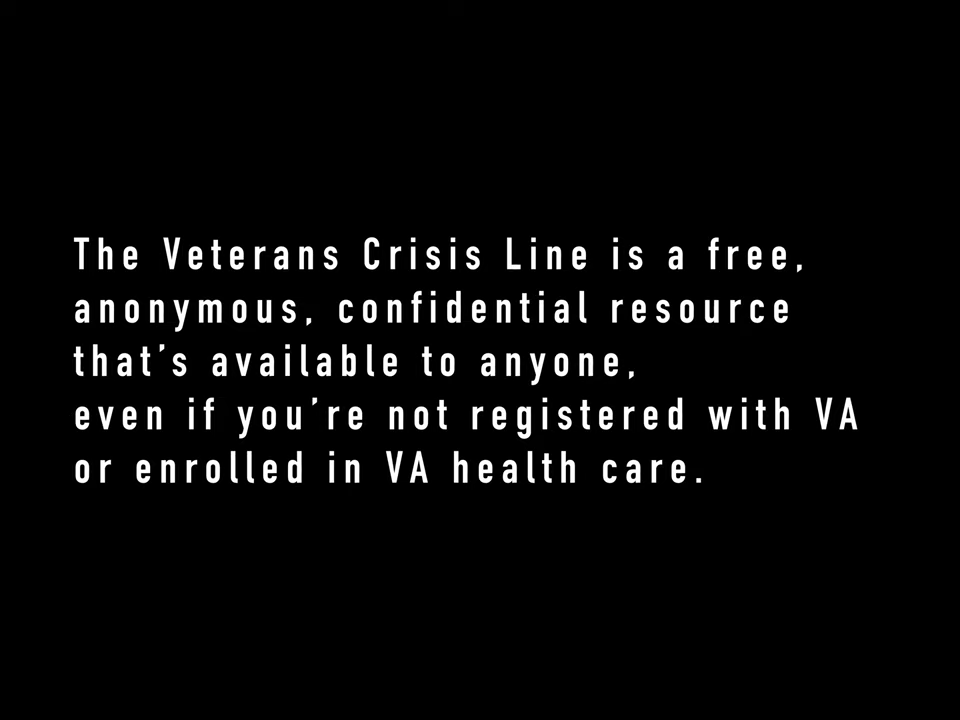 The Veterans Crisis Line is a free,
anonymous, confidential resource
that’s available to anyone,
even if you’re not registered with VA
or enrolled in VA health care.